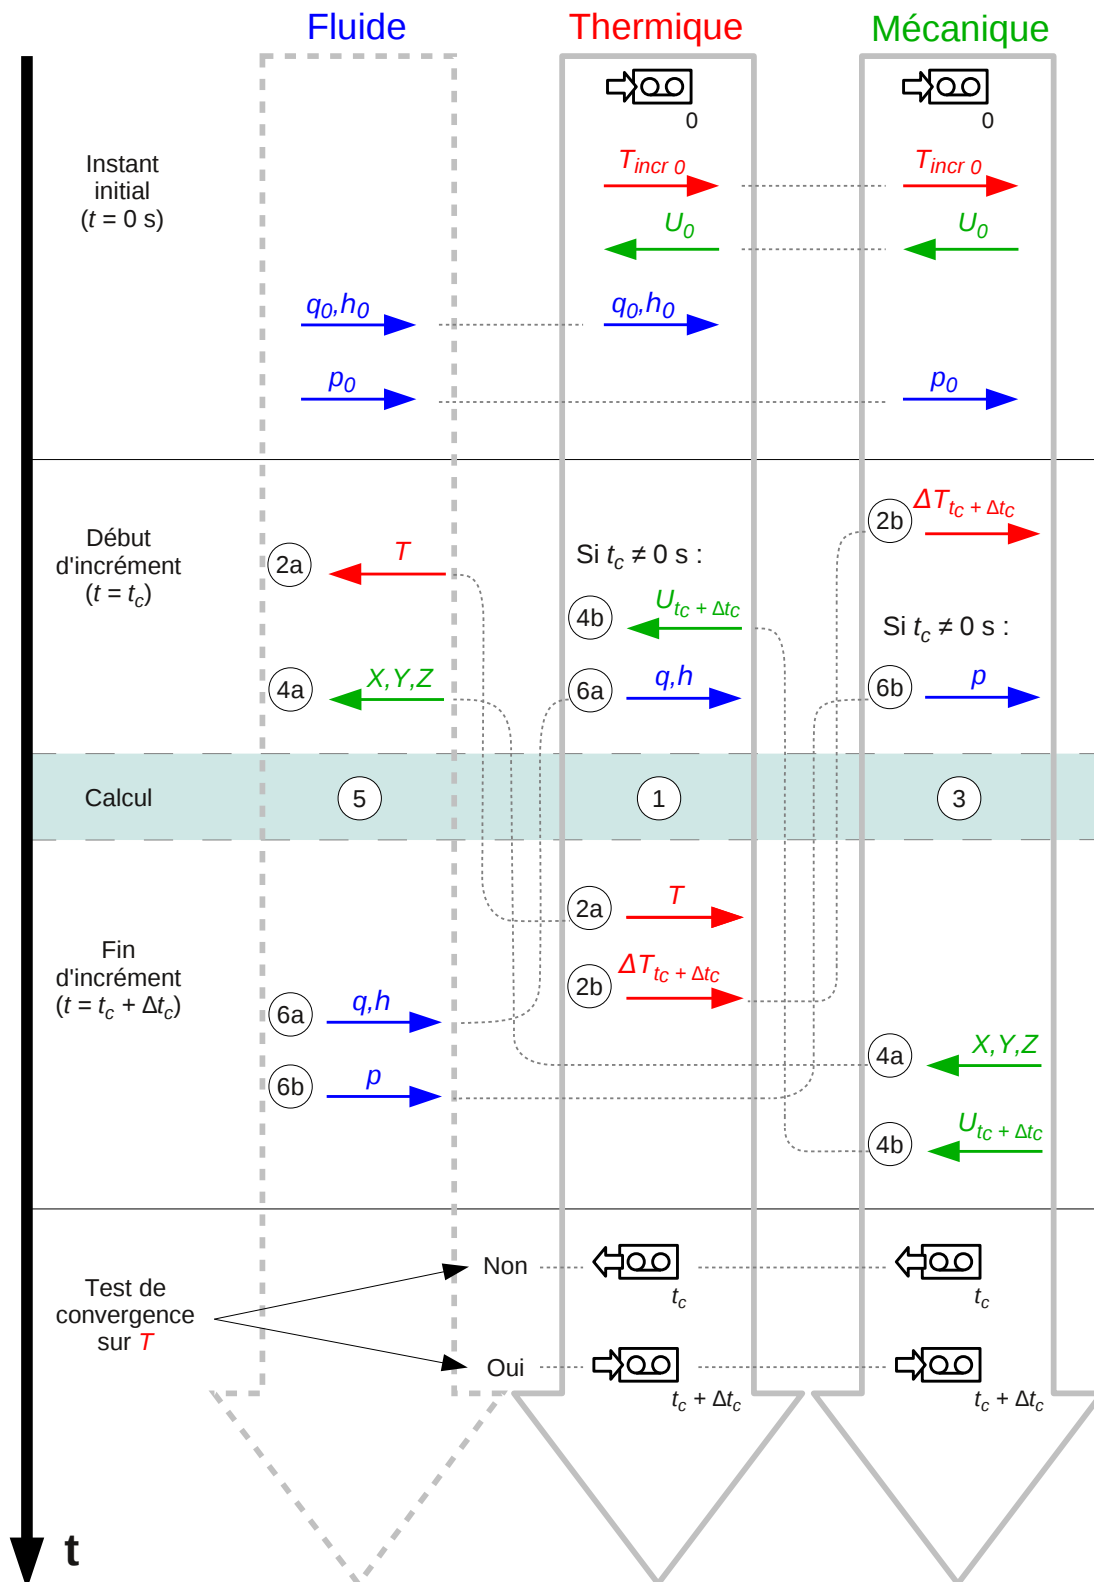 Fluide Thermique Mécanique
0 0
Instant
initial
(t = 0 s)
T_incr 0 T_incr 0
U_0 U_0
q_0,h_0 q_0,h_0
p_0 p_0
Début
d'incrément
(t = t_c)
2b ΔT_tc + Δtc
2a T
Si t_c ≠ 0 s :
4b U_tc + Δtc
Si t_c ≠ 0 s :
4a X,Y,Z
6a q,h
6b p
Calcul 5 1 3
Fin
d'incrément
(t = t_c + Δt_c)
2a T
2b ΔT_tc + Δtc
6a q,h
4a X,Y,Z
6b p
4b U_tc + Δtc
Test de
convergence
sur T
Non
t_c t_c
Oui
t_c + Δt_c t_c + Δt_c
t